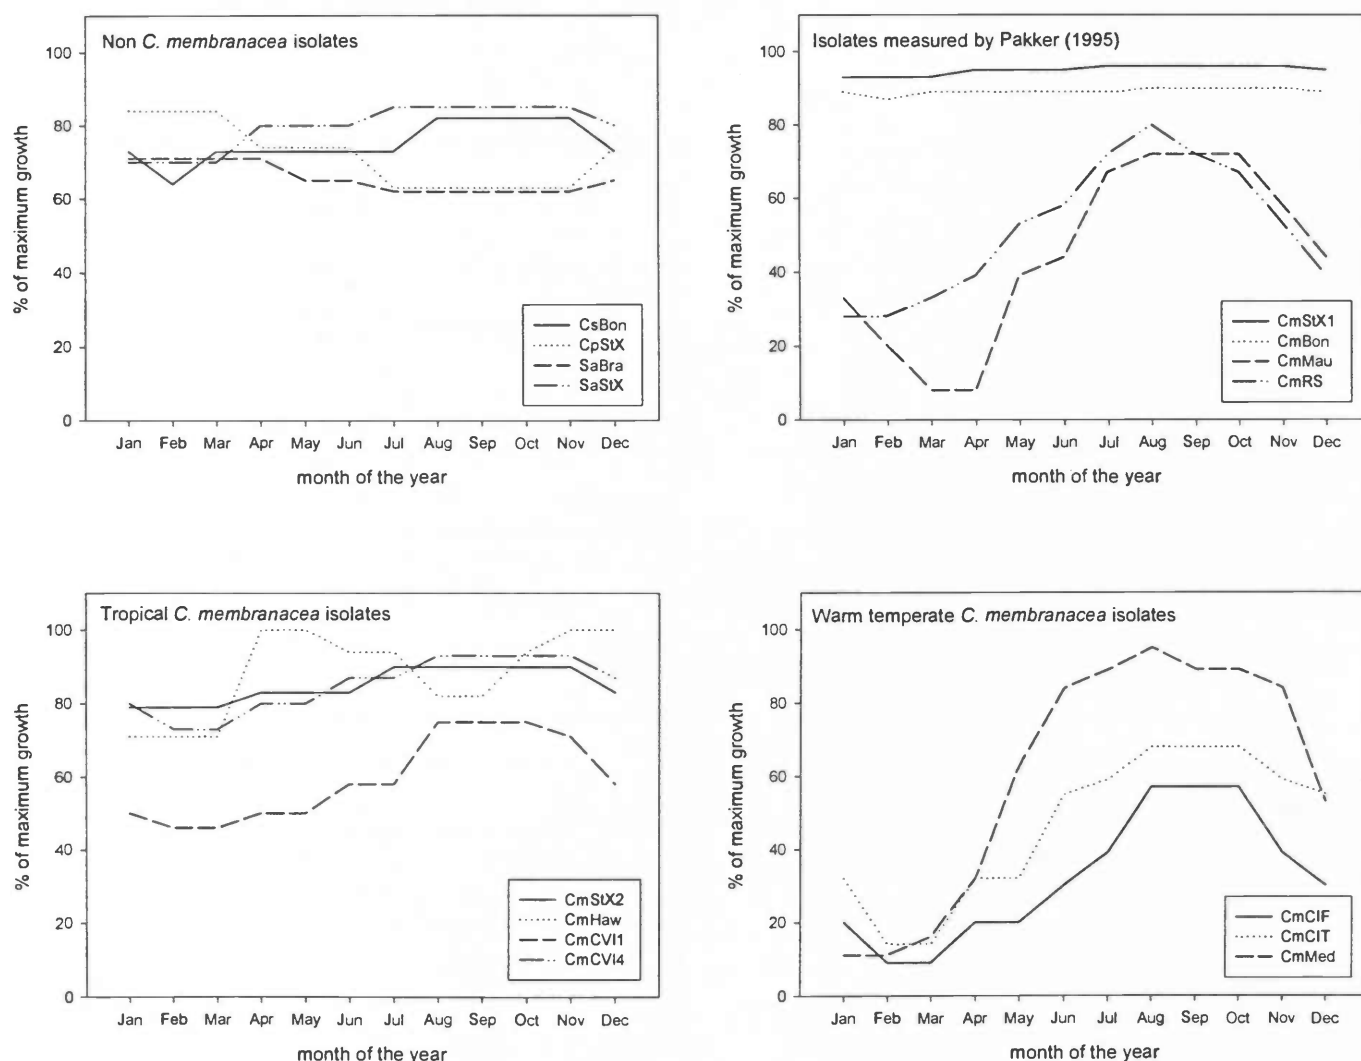 Non C. membranacea isolates
% of maximum growth
100
80
60
40
20
0
Jan Feb Mar Apr May Jun Jul Aug Sep Oct Nov Dec
month of the year
CsBon
CpStX
SaBra
SaStX
Isolates measured by Pakker (1995)
% of maximum growth
100
80
60
40
20
0
Jan Feb Mar Apr May Jun Jul Aug Sep Oct Nov Dec
month of the year
CmStX1
CmBon
CmMau
CmRS
Tropical C. membranacea isolates
% of maximum growth
100
80
60
40
20
0
Jan Feb Mar Apr May Jun Jul Aug Sep Oct Nov Dec
month of the year
CmStX2
CmHaw
CmCVI1
CmCVI4
Warm temperate C. membranacea isolates
% of maximum growth
100
80
60
40
20
0
Jan Feb Mar Apr May Jun Jul Aug Sep Oct Nov Dec
month of the year
CmCIF
CmCIT
CmMed